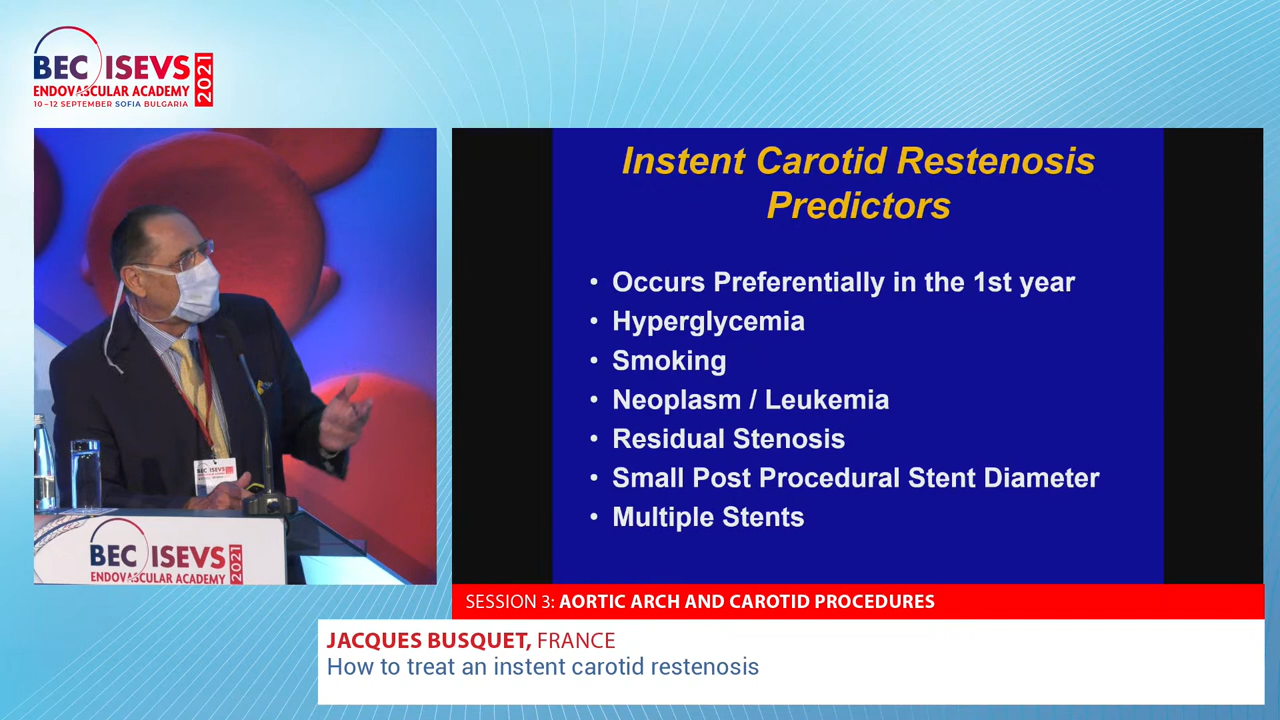 BEC ISEVS
ENDOVASCULAR ACADEMY
2021
10 – 12 SEPTEMBER SOFIA BULGARIA
Instent Carotid Restenosis
Predictors
• Occurs Preferentially in the 1st year
• Hyperglycemia
• Smoking
• Neoplasm / Leukemia
• Residual Stenosis
• Small Post Procedural Stent Diameter
• Multiple Stents
BEC ISEVS
BEC ISEVS
ENDOVASCULAR ACADEMY
2021
SESSION 3: AORTIC ARCH AND CAROTID PROCEDURES
JACQUES BUSQUET, FRANCE
How to treat an instent carotid restenosis